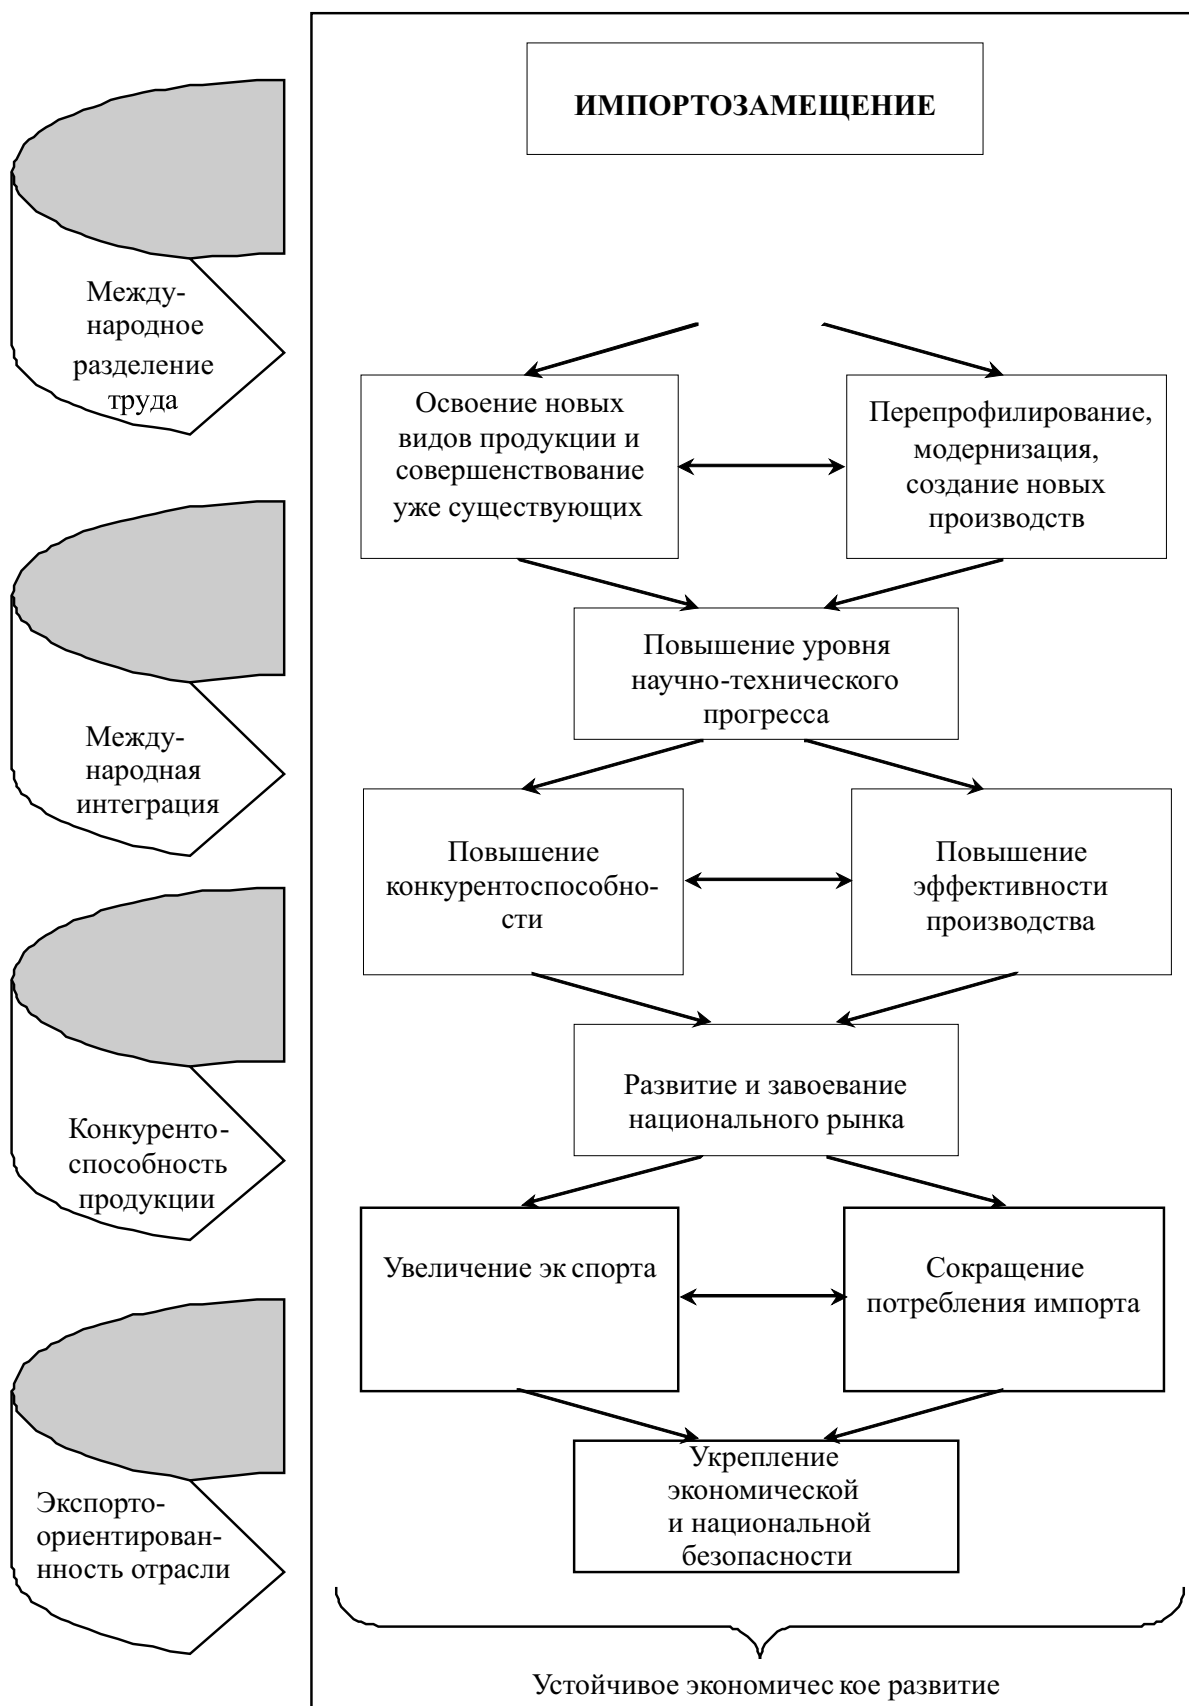 ИМПОРТОЗАМЕЩЕНИЕ
Между-
народное
разделение
труда
Освоение новых
видов продукции и
совершенствование
уже существующих
Перепрофилирование,
модернизация,
создание новых
производств
Повышение уровня
научно-технического
прогресса
Между-
народная
интеграция
Повышение
конкурентоспособно-
сти
Повышение
эффективности
производства
Развитие и завоевание
национального рынка
Конкуренто-
способность
продукции
Увеличение эк спорта
Сокращение
потребления импорта
Укрепление
экономической
и национальной
безопасности
Экспорто-
ориентирован-
нность отрасли
Устойчивое экономичес кое развитие